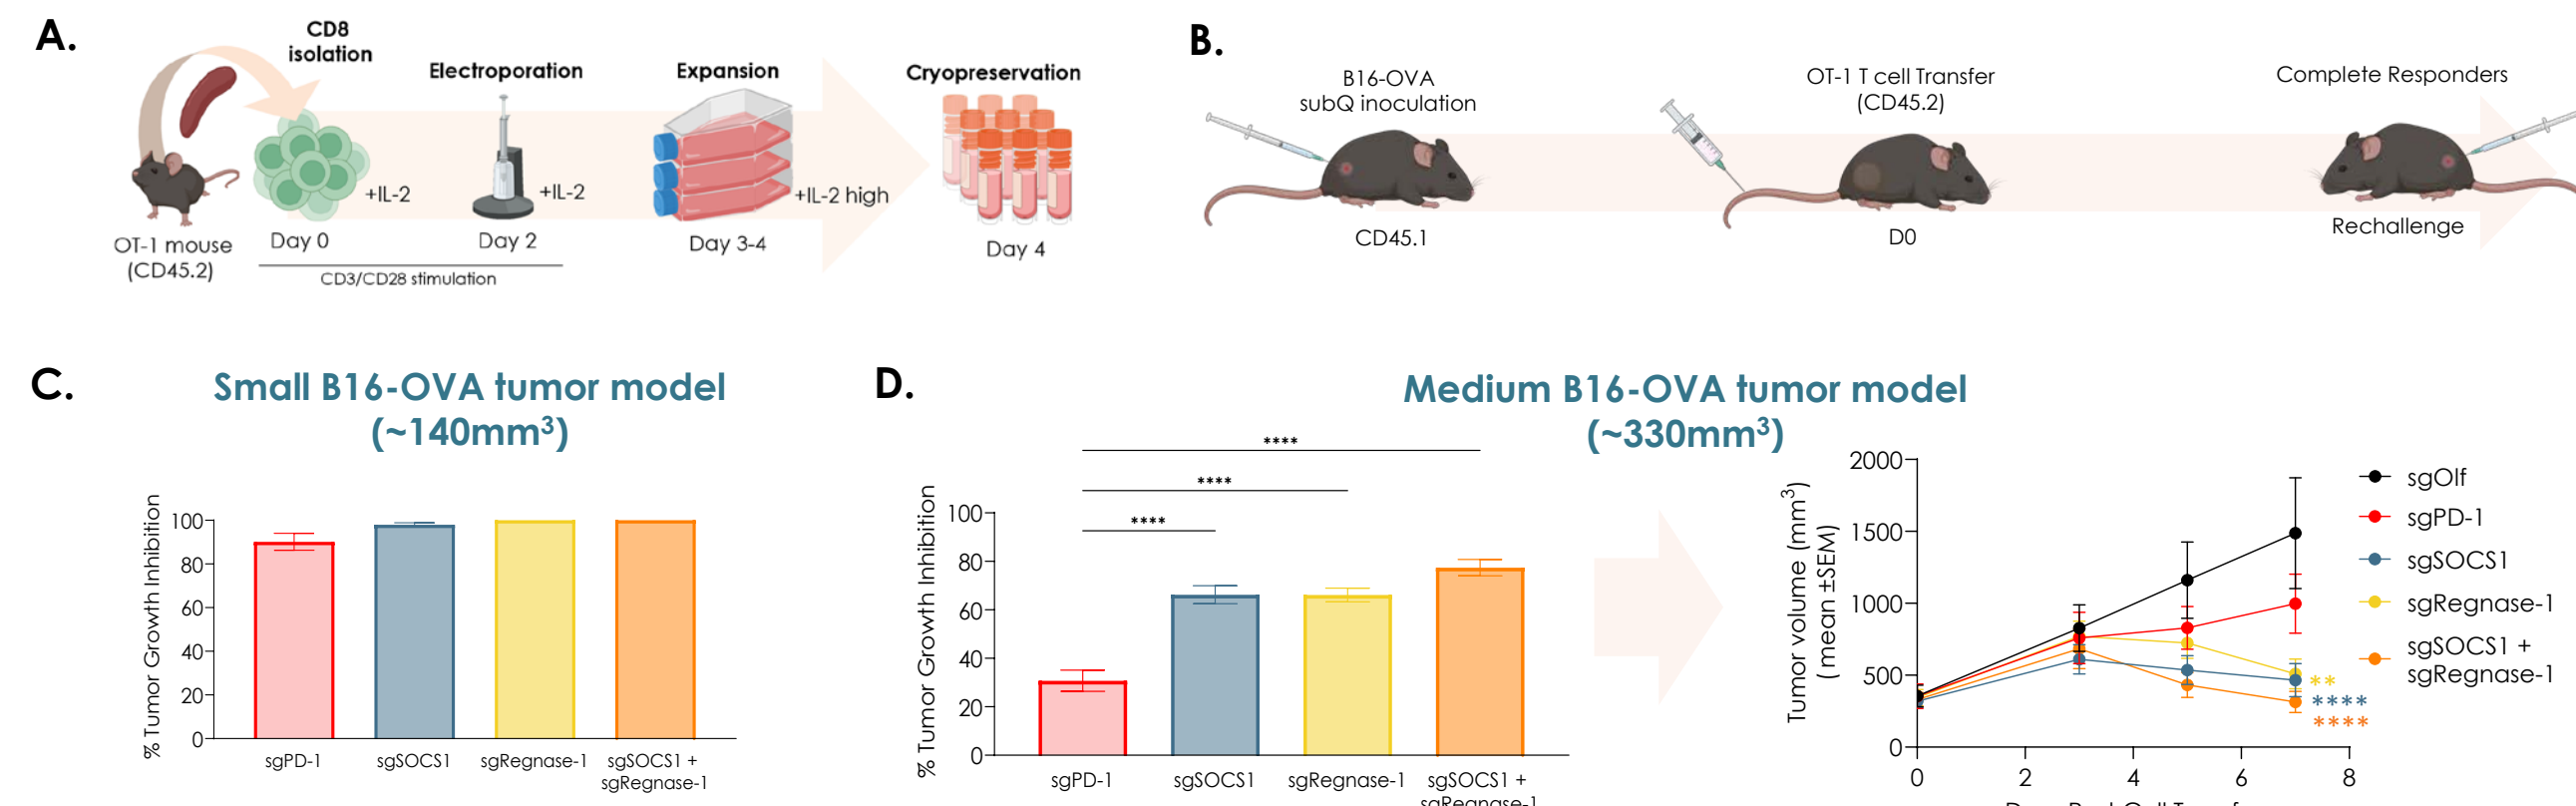 A.
CD8
isolation
Electroporation
Expansion
Cryopreservation
+IL-2
+IL-2
+IL-2 high
OT-1 mouse
(CD45.2)
Day 0
Day 2
Day 3-4
Day 4
CD3/CD28 stimulation
B.
B16-OVA
subQ inoculation
OT-1 T cell Transfer
(CD45.2)
Complete Responders
CD45.1
D0
Rechallenge
C.
Small B16-OVA tumor model
(~140mm³)
% Tumor Growth Inhibition
100
80
60
40
20
0
sgPD-1
sgSOCS1
sgRegnase-1
sgSOCS1 +
sgRegnase-1
D.
Medium B16-OVA tumor model
(~330mm³)
****
****
****
% Tumor Growth Inhibition
100
80
60
40
20
0
sgPD-1
sgSOCS1
sgRegnase-1
sgSOCS1 +
sgRegnase-1
Tumor volume (mm³)
(mean ±SEM)
2000
1500
1000
500
0
0
2
4
6
8
**
****
****
sgOlf
sgPD-1
sgSOCS1
sgRegnase-1
sgSOCS1 +
sgRegnase-1